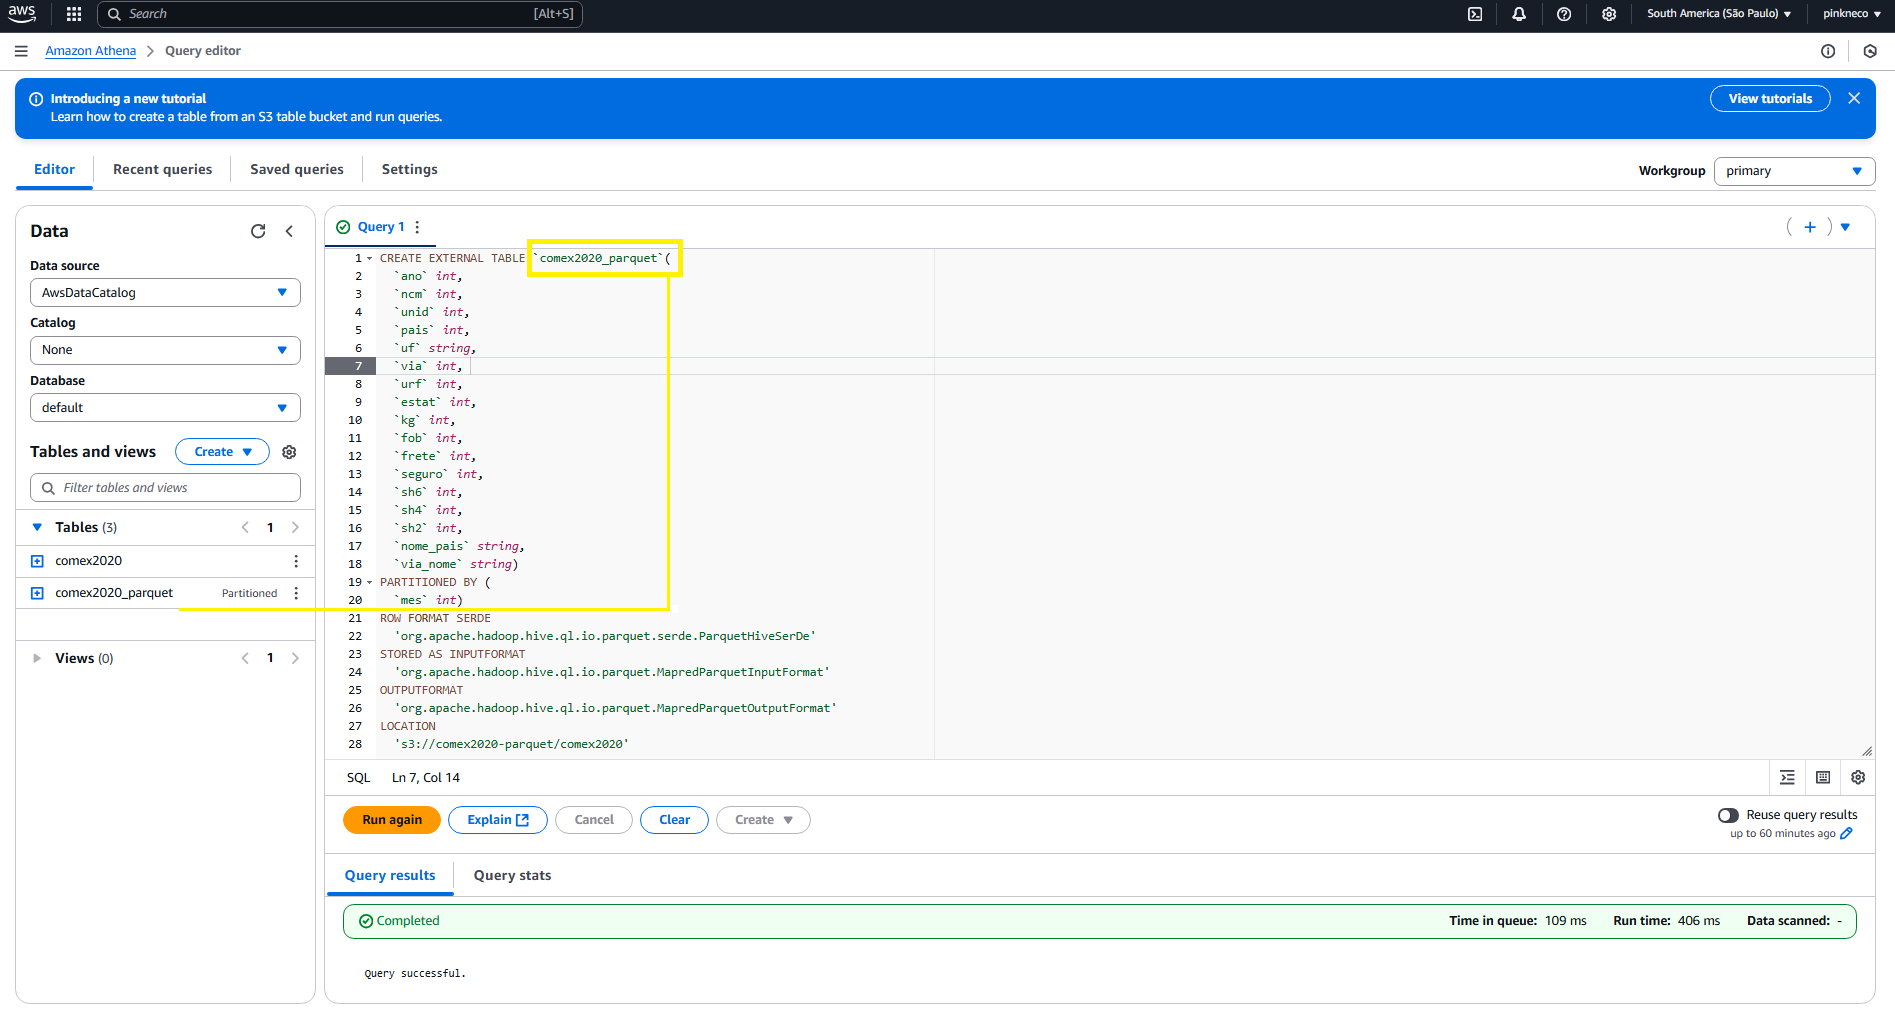 aws
Search [Alt+S]
South America (São Paulo)
pinkneco
Amazon Athena
Query editor
Introducing a new tutorial
Learn how to create a table from an S3 table bucket and run queries.
View tutorials
Editor
Recent queries
Saved queries
Settings
Workgroup
primary
Data
Data source
AwsDataCatalog
Catalog
None
Database
default
Tables and views
Create
Filter tables and views
Tables (3)
1
comex2020
comex2020_parquet
Partitioned
Views (0)
1
Query 1
1 CREATE EXTERNAL TABLE `comex2020_parquet`(
2 `ano` int,
3 `ncm` int,
4 `unid` int,
5 `pais` int,
6 `uf` string,
7 `via` int,
8 `urf` int,
9 `estat` int,
10 `kg` int,
11 `fob` int,
12 `frete` int,
13 `seguro` int,
14 `sh6` int,
15 `sh4` int,
16 `sh2` int,
17 `nome_pais` string,
18 `via_nome` string)
19 PARTITIONED BY (
20 `mes` int)
21 ROW FORMAT SERDE
22 'org.apache.hadoop.hive.ql.io.parquet.serde.ParquetHiveSerDe'
23 STORED AS INPUTFORMAT
24 'org.apache.hadoop.hive.ql.io.parquet.MapredParquetInputFormat'
25 OUTPUTFORMAT
26 'org.apache.hadoop.hive.ql.io.parquet.MapredParquetOutputFormat'
27 LOCATION
28 's3://comex2020-parquet/comex2020'
SQL Ln 7, Col 14
Run again
Explain
Cancel
Clear
Create
Reuse query results
up to 60 minutes ago
Query results
Query stats
Completed
Time in queue: 109 ms
Run time: 406 ms
Data scanned: -
Query successful.